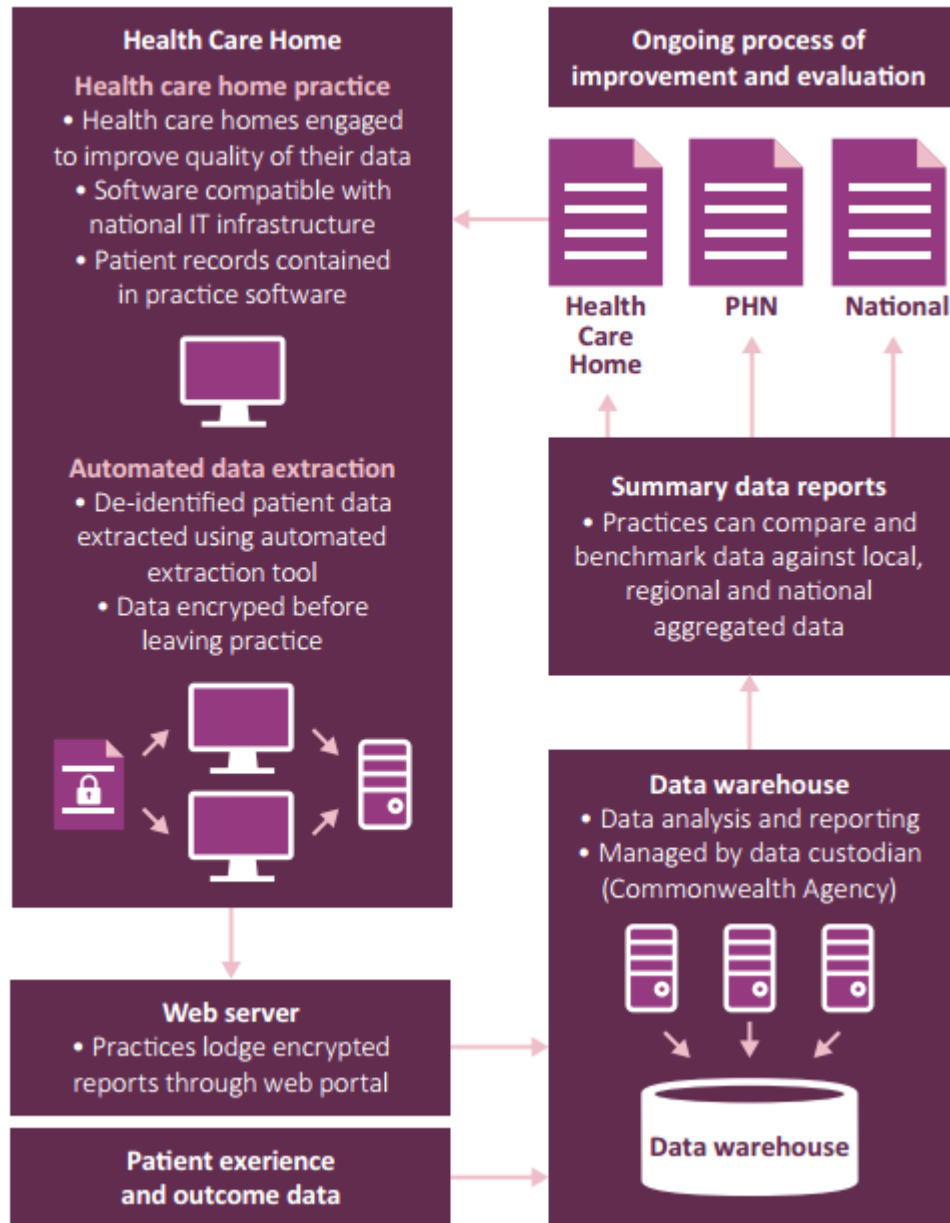 Health Care Home
Health care home practice
• Health care homes engaged
to improve quality of their data
• Software compatible with
national IT infrastructure
• Patient records contained
in practice software
Automated data extraction
• De-identified patient data
extracted using automated
extraction tool
• Data encryped before
leaving practice
Web server
• Practices lodge encrypted
reports through web portal
Patient exerience
and outcome data
Ongoing process of
improvement and evaluation
Health
Care
Home
PHN
National
Summary data reports
• Practices can compare and
benchmark data against local,
regional and national
aggregated data
Data warehouse
• Data analysis and reporting
• Managed by data custodian
(Commonwealth Agency)
Data warehouse